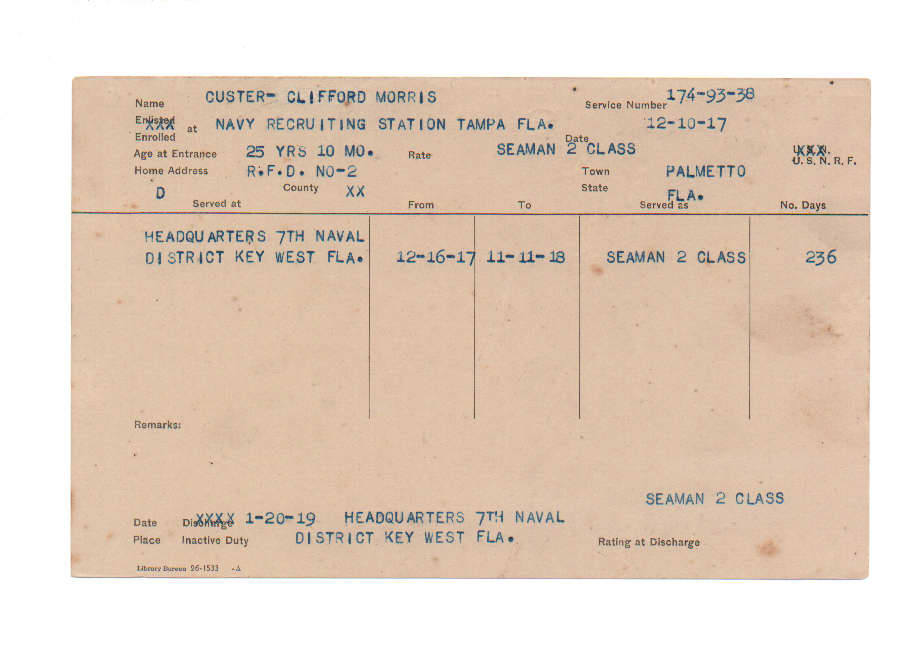 Name CUSTER- CLIFFORD MORRIS Service Number 174-93-38
Enlisted XXX at NAVY RECRUITING STATION TAMPA FLA. Date 12-10-17
Enrolled
Age at Entrance 25 YRS 10 MO. Rate SEAMAN 2 CLASS U.S.N. XXX
U. S. N. R. F.
Home Address R.F.D. NO-2 Town PALMETTO
D County XX State FLA.
Served at From To Served as No. Days
HEADQUARTERS 7TH NAVAL
DISTRICT KEY WEST FLA. 12-16-17 11-11-18 SEAMAN 2 CLASS 236
Remarks:
SEAMAN 2 CLASS
Date Discharge XXXX 1-20-19 HEADQUARTERS 7TH NAVAL
Place Inactive Duty DISTRICT KEY WEST FLA. Rating at Discharge
Library Bureau 26-1533 -A